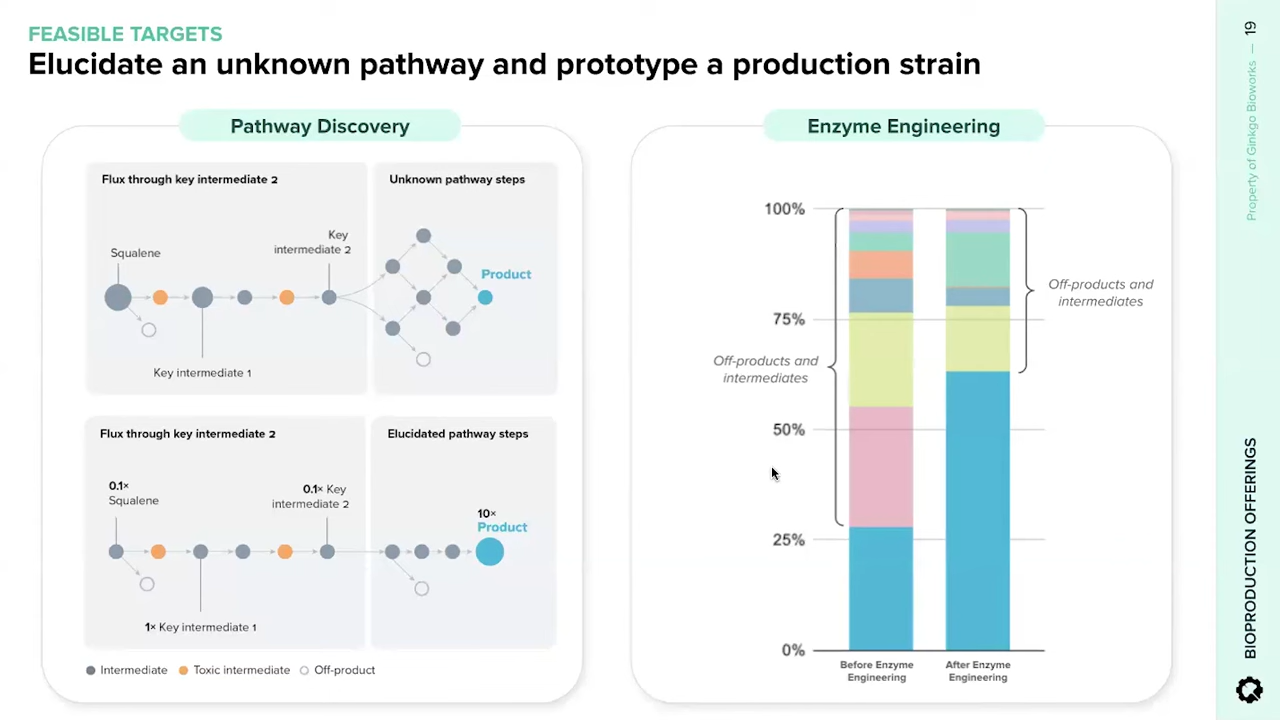 FEASIBLE TARGETS
Elucidate an unknown pathway and prototype a production strain
Pathway Discovery
Flux through key intermediate 2
Unknown pathway steps
Squalene
Key
intermediate 2
Product
Key intermediate 1
Flux through key intermediate 2
Elucidated pathway steps
0.1×
Squalene
0.1× Key
intermediate 2
10×
Product
1× Key intermediate 1
Intermediate
Toxic intermediate
Off-product
Enzyme Engineering
100%
75%
50%
25%
0%
Off-products and
intermediates
Off-products and
intermediates
Before Enzyme
Engineering
After Enzyme
Engineering
Property of Ginkgo Bioworks — 19
BIOPRODUCTION OFFERINGS